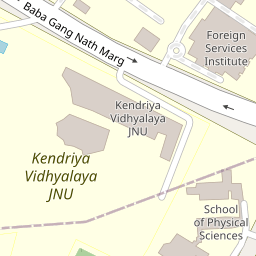 Baba Gang Nath Marg
Foreign
Services
Institute
Kendriya
Vidhyalaya
JNU
Kendriya
Vidhyalaya
JNU
School
of Physical
Sciences